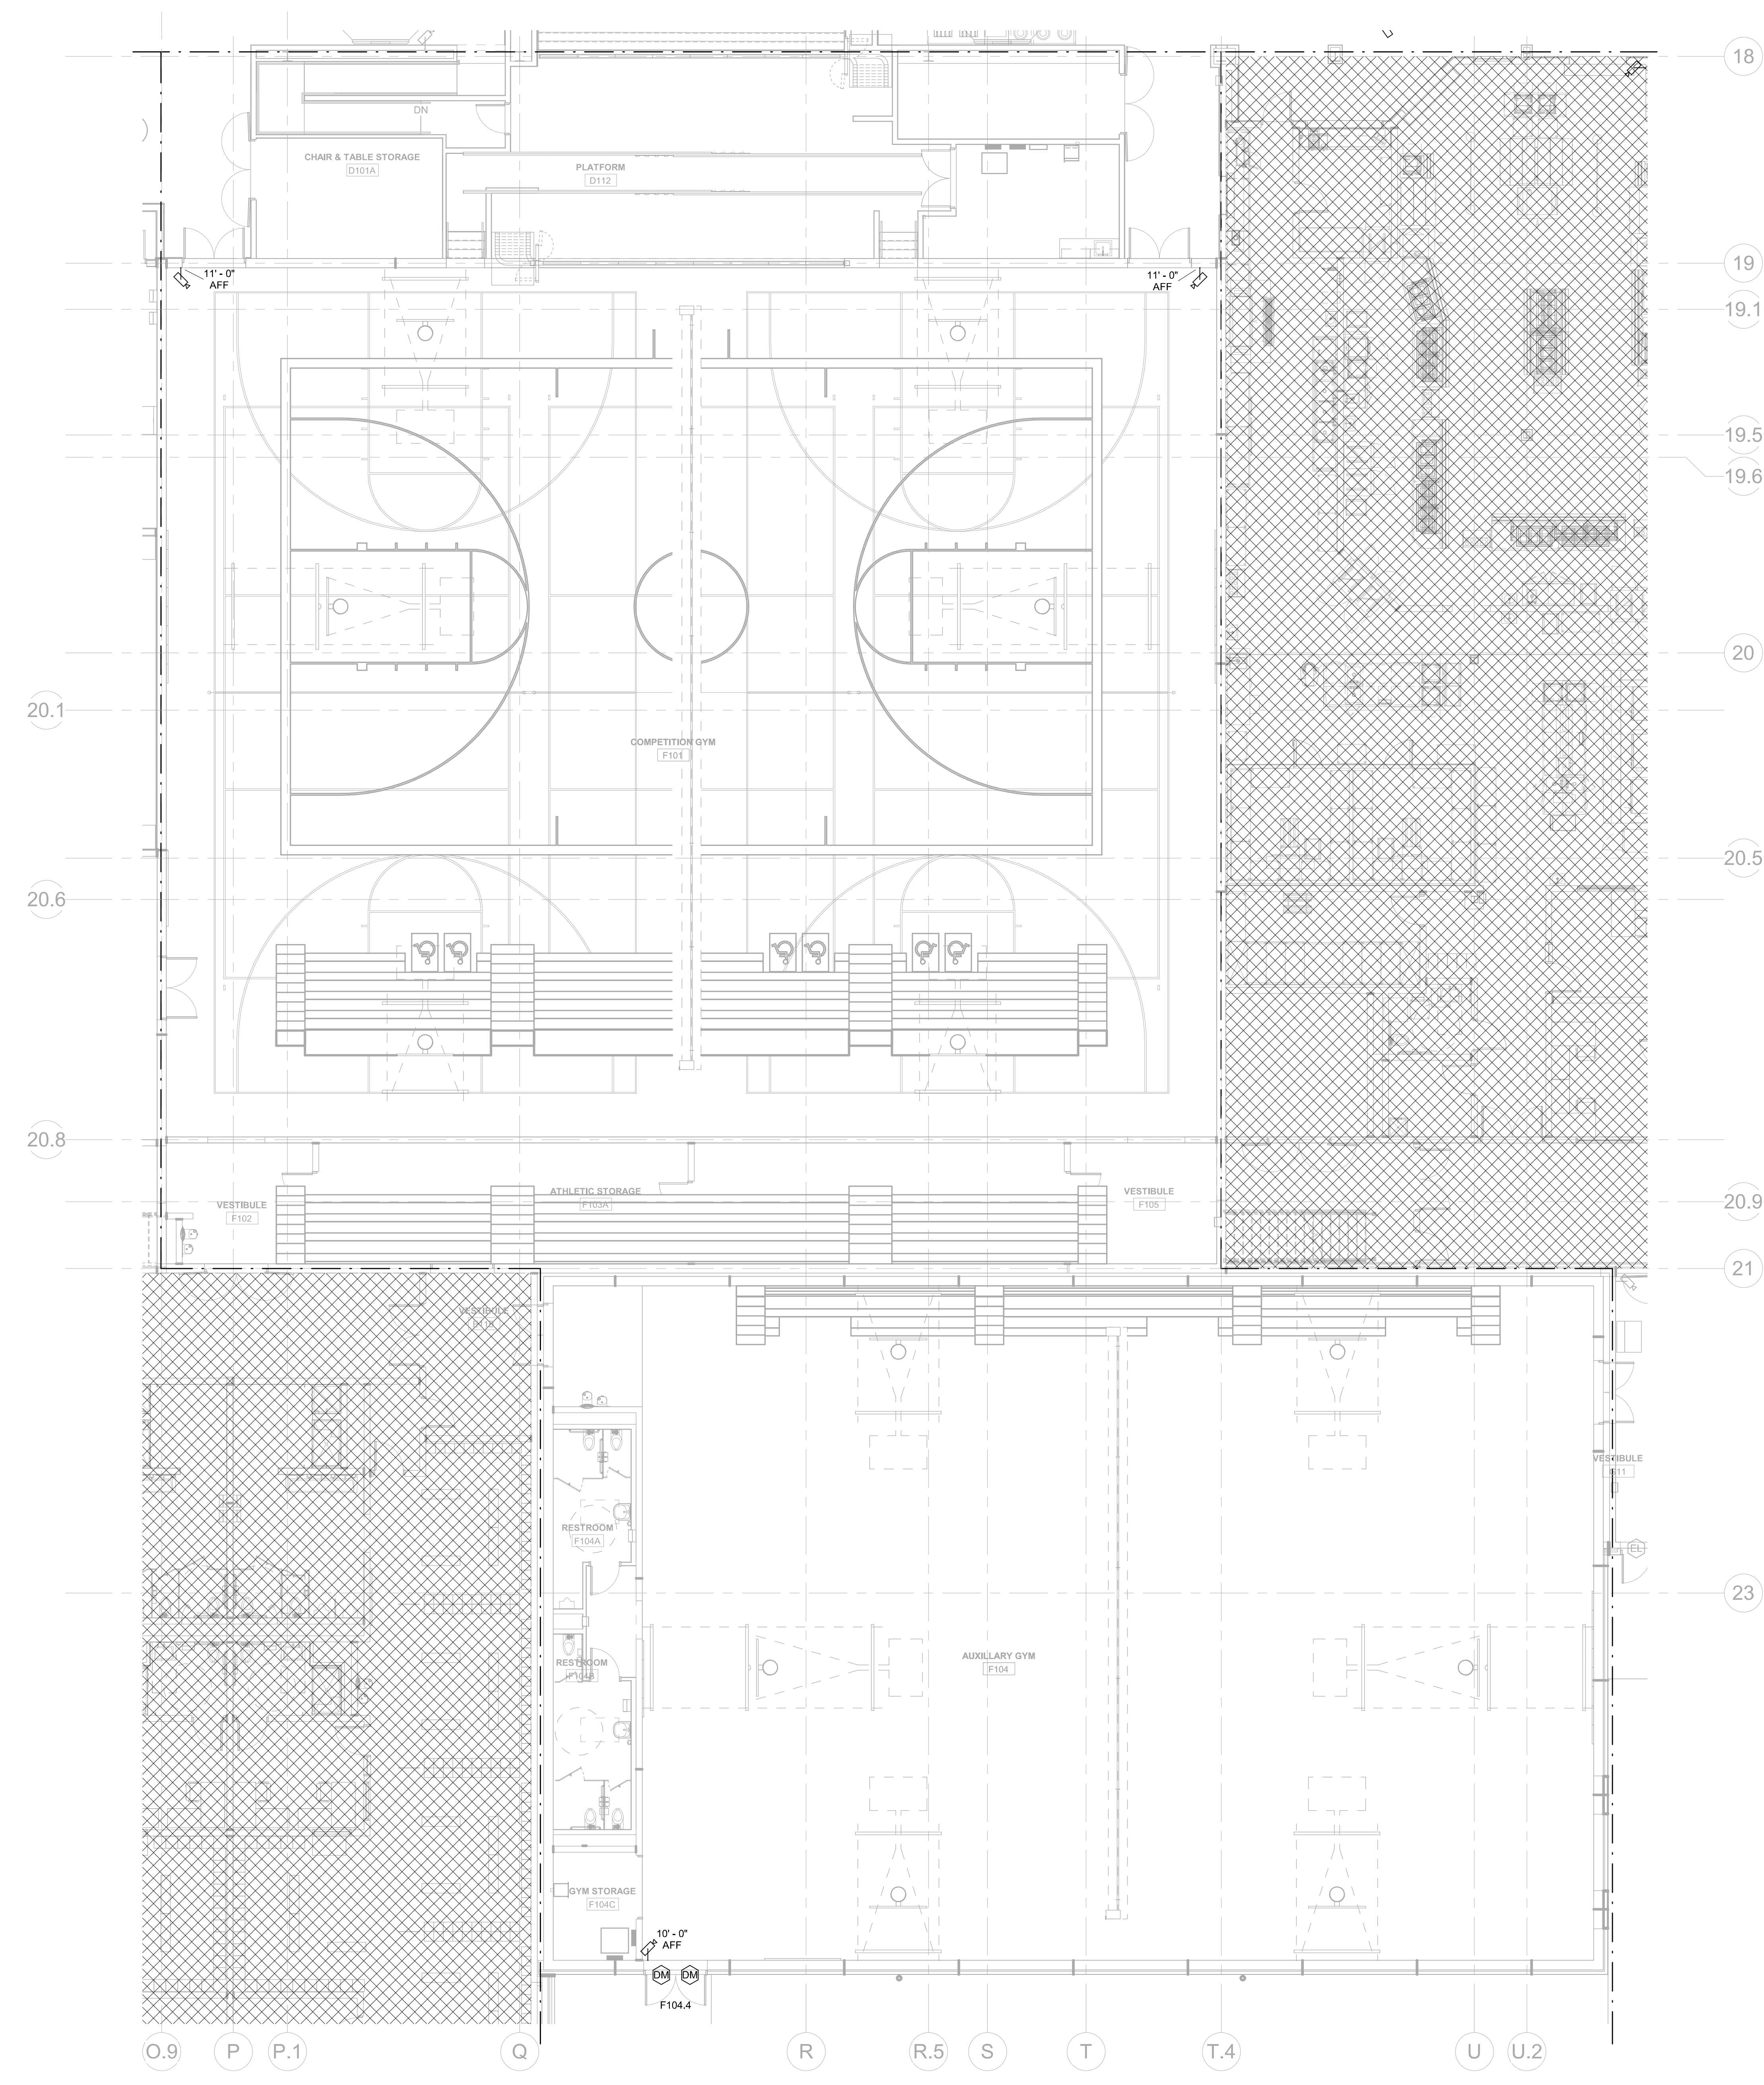 18
DN
CHAIR & TABLE STORAGE
D101A
PLATFORM
D112
19
11' - 0"
AFF
11' - 0"
AFF
19.1
19.5
19.6
20
20.1
COMPETITION GYM
F101
20.5
20.6
20.8
VESTIBULE
F102
ATHLETIC STORAGE
F103A
VESTIBULE
F105
20.9
21
VESTIBULE
VESTIBULE
RESTROOM
F104A
EL
23
RESTROOM
F104B
AUXILLARY GYM
F104
GYM STORAGE
F104C
10' - 0"
AFF
DM
DM
F104.4
O.9
P
P.1
Q
R
R.5
S
T
T.4
U
U.2